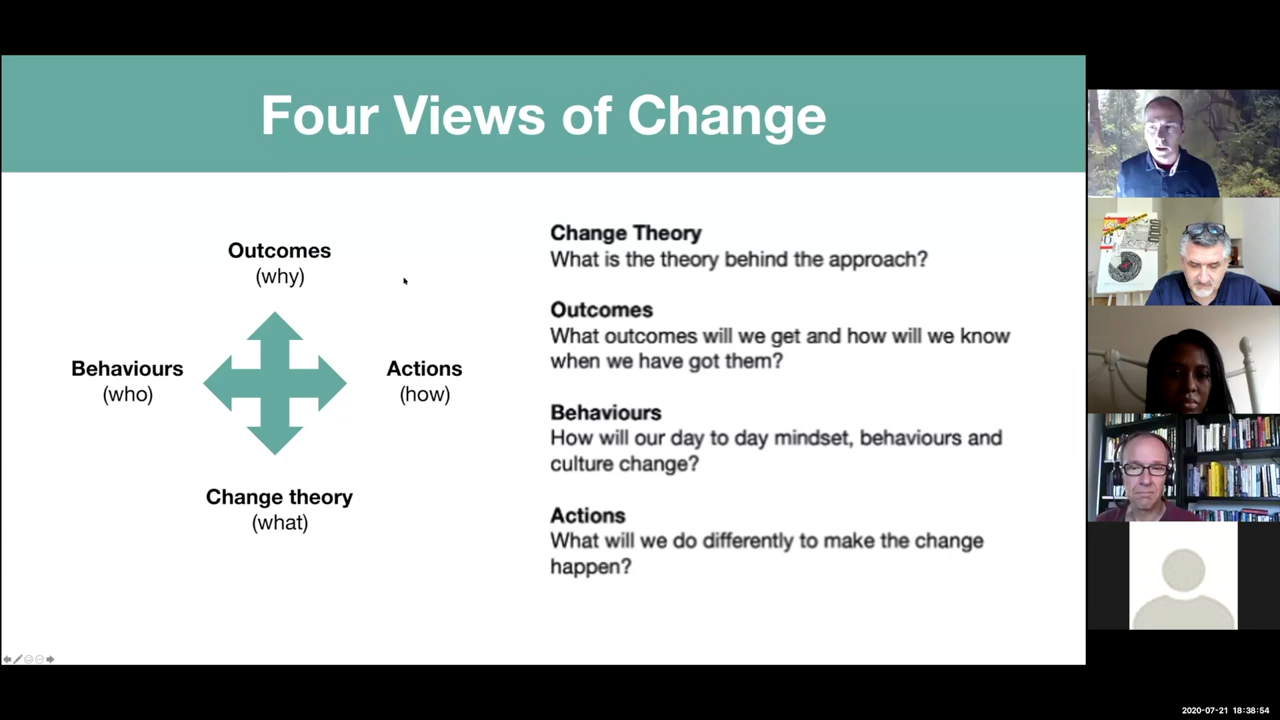 Four Views of Change
Outcomes
(why)
Behaviours
(who)
Actions
(how)
Change theory
(what)
Change Theory
What is the theory behind the approach?
Outcomes
What outcomes will we get and how will we know
when we have got them?
Behaviours
How will our day to day mindset, behaviours and
culture change?
Actions
What will we do differently to make the change
happen?
2020-07-21 18:38:54